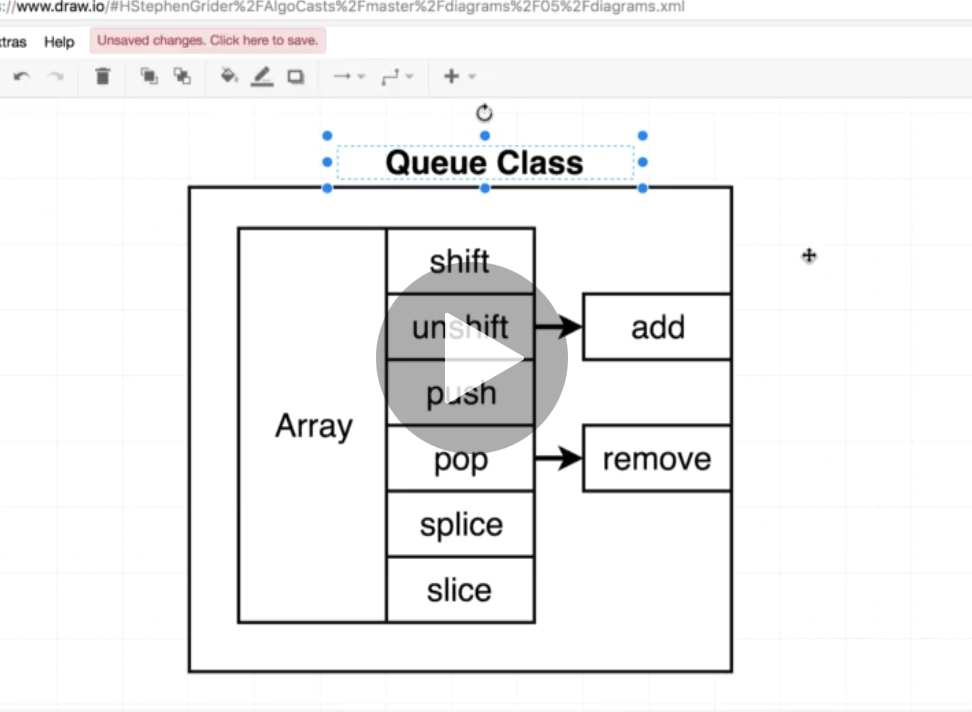 ://www.draw.io/#HStephenGrider%2FAlgoCasts%2Fmaster%2Fdiagrams%2F05%2Fdiagrams.xml
xtras Help Unsaved changes. Click here to save.
Queue Class
shift
unshift add
push
Array
pop remove
splice
slice